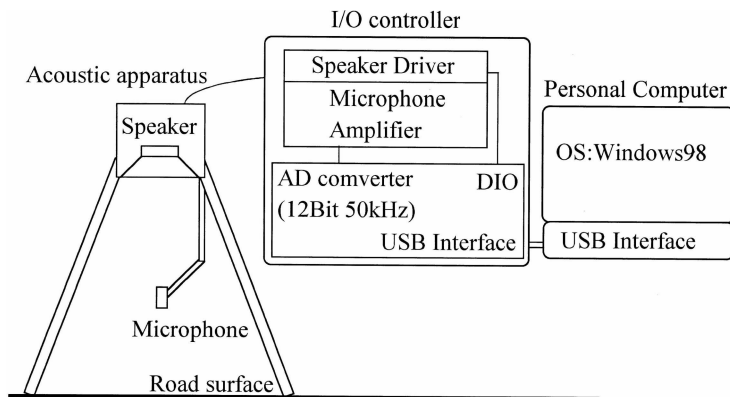 I/O controller
Acoustic apparatus
Speaker
Speaker Driver
Microphone
Amplifier
AD comverter
DIO
(12Bit 50kHz)
USB Interface
Personal Computer
OS:Windows98
USB Interface
Microphone
Road surface